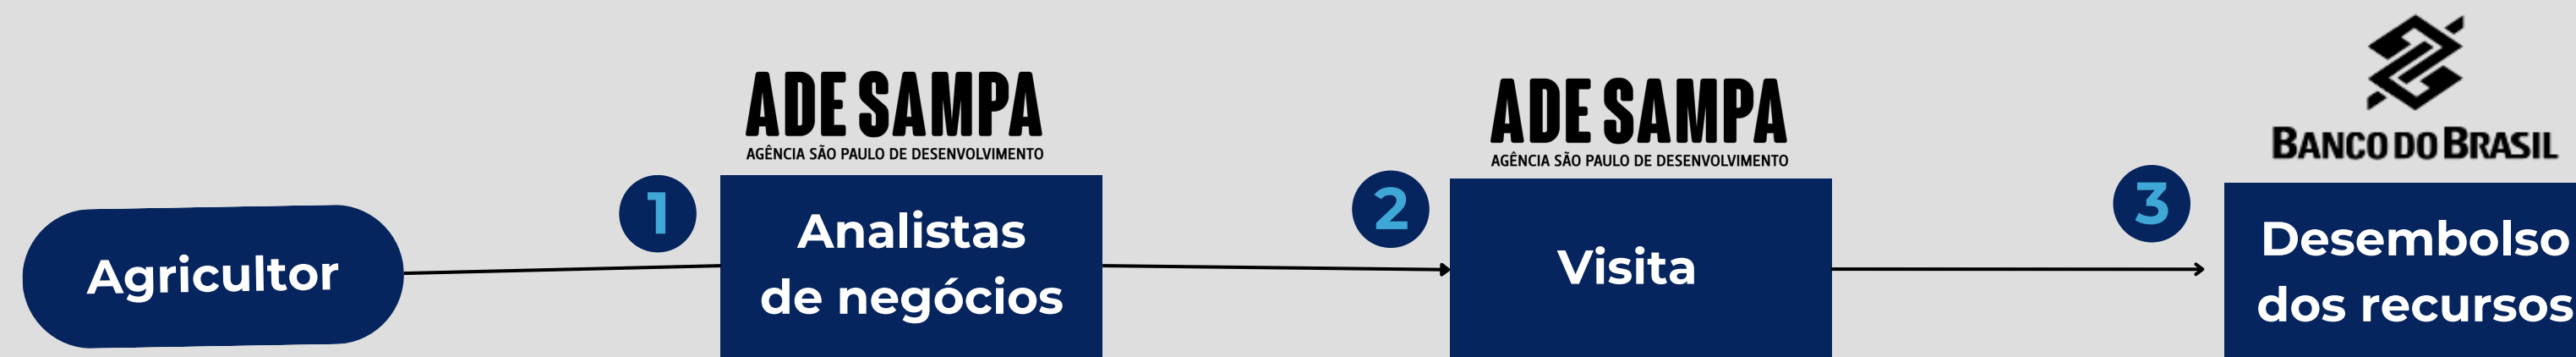 Agricultor
1
ADE SAMPA
AGÊNCIA SÃO PAULO DE DESENVOLVIMENTO
Analistas
de negócios
2
ADE SAMPA
AGÊNCIA SÃO PAULO DE DESENVOLVIMENTO
Visita
3
BANCO DO BRASIL
Desembolso
dos recursos